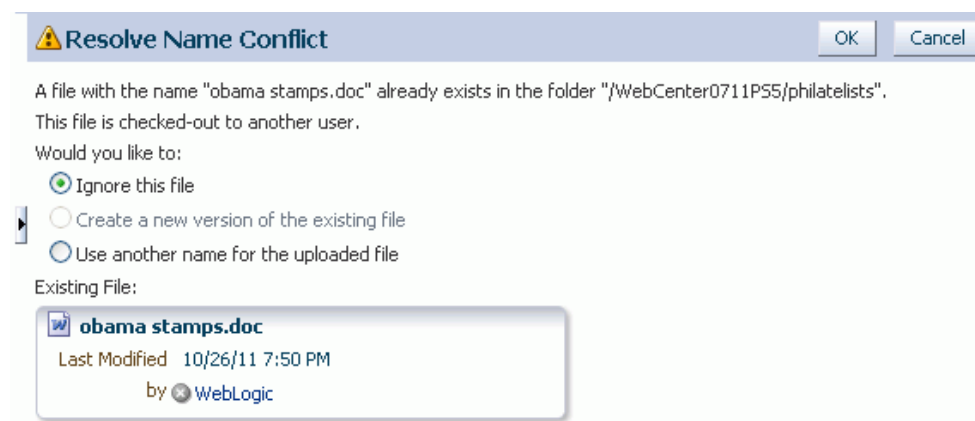 Resolve Name Conflict
OK
Cancel
A file with the name "obama stamps.doc" already exists in the folder "/WebCenter0711PS5/philatelists".
This file is checked-out to another user.
Would you like to:
Ignore this file
Create a new version of the existing file
Use another name for the uploaded file
Existing File:
obama stamps.doc
Last Modified 10/26/11 7:50 PM
by WebLogic